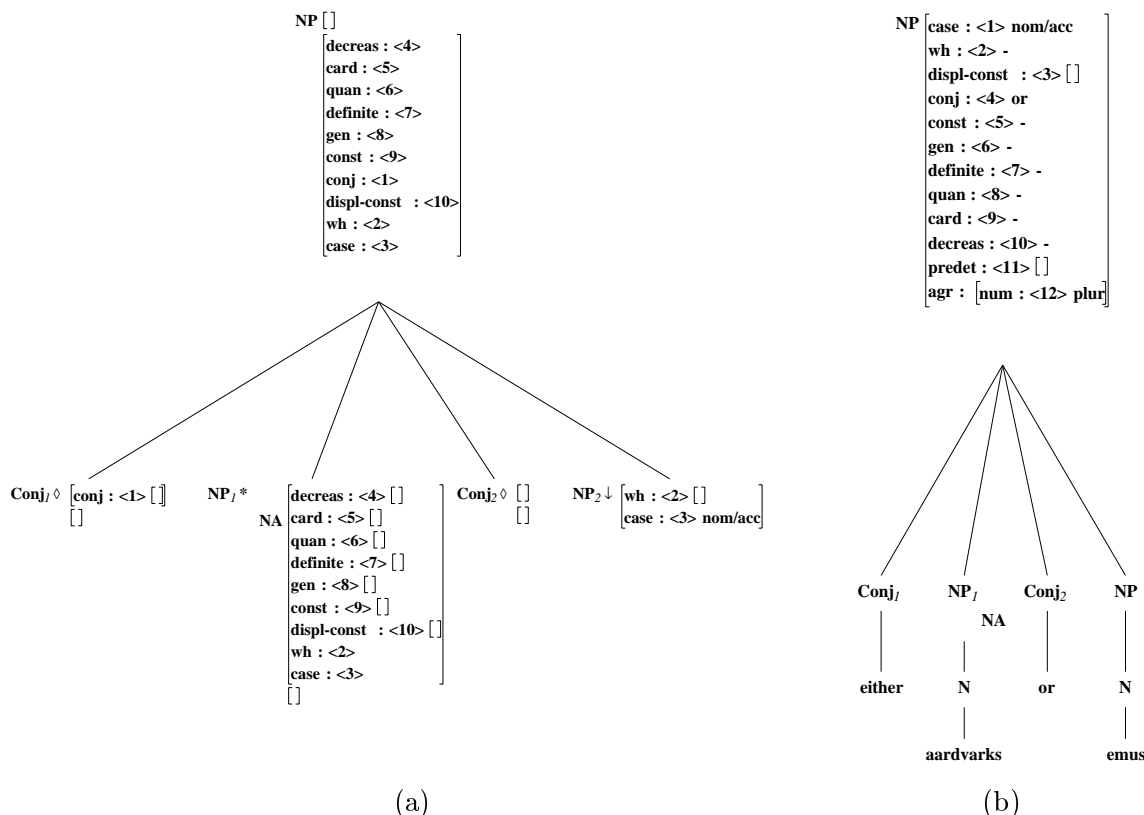 NP []
decreas : <4>
card : <5>
quan : <6>
definite : <7>
gen : <8>
const : <9>
conj : <1>
displ-const : <10>
wh : <2>
case : <3>
Conj1 ◊ [conj : <1> []]
[]
NP1 *
NA
decreas : <4> []
card : <5> []
quan : <6> []
definite : <7> []
gen : <8> []
const : <9> []
displ-const : <10> []
wh : <2>
case : <3>
[]
Conj2 ◊ []
[]
NP2 ↓
wh : <2> []
case : <3> nom/acc
(a)
NP
case : <1> nom/acc
wh : <2> -
displ-const : <3> []
conj : <4> or
const : <5> -
gen : <6> -
definite : <7> -
quan : <8> -
card : <9> -
decreas : <10> -
predet : <11> []
agr : [num : <12> plur]
Conj1 NP1 Conj2 NP
NA
either N or N
aardvarks emus
(b)